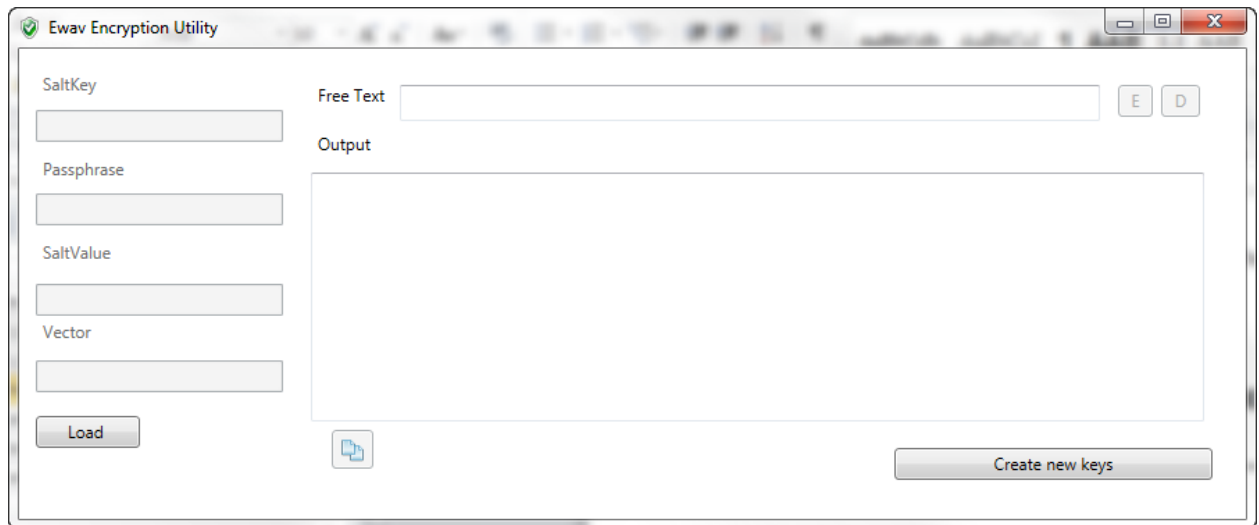 Ewav Encryption Utility
SaltKey
Passphrase
SaltValue
Vector
Load
Free Text
E
D
Output
Create new keys